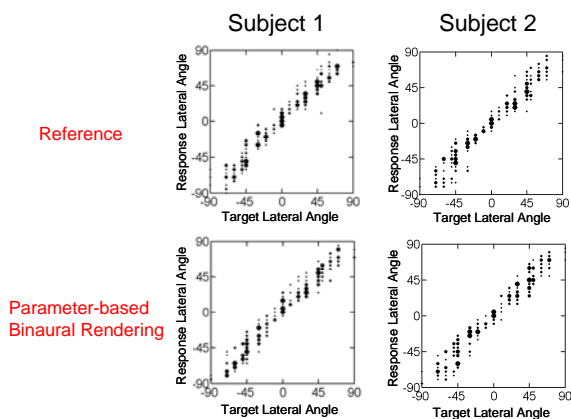 Subject 1
Subject 2
Reference
Response Lateral Angle
90
45
0
-45
-90
-90 -45 0 45 90
Target Lateral Angle
Response Lateral Angle
90
45
0
-45
-90
-90 -45 0 45 90
Target Lateral Angle
Parameter-based
Binaural Rendering
Response Lateral Angle
90
45
0
-45
-90
-90 -45 0 45 90
Target Lateral Angle
Response Lateral Angle
90
45
0
-45
-90
-90 -45 0 45 90
Target Lateral Angle